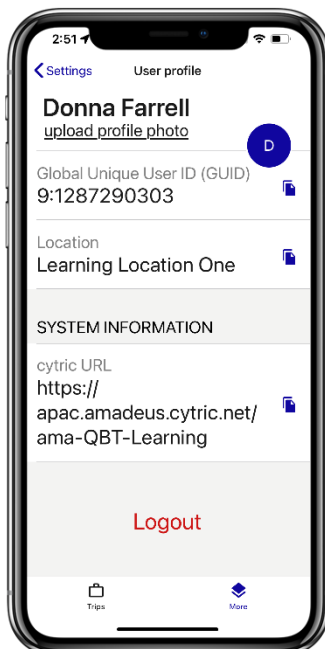 2:51
Settings
User profile
Donna Farrell
upload profile photo
D
Global Unique User ID (GUID)
9:1287290303
Location
Learning Location One
SYSTEM INFORMATION
cytric URL
https://
apac.amadeus.cytric.net/
ama-QBT-Learning
Logout
Trips
More